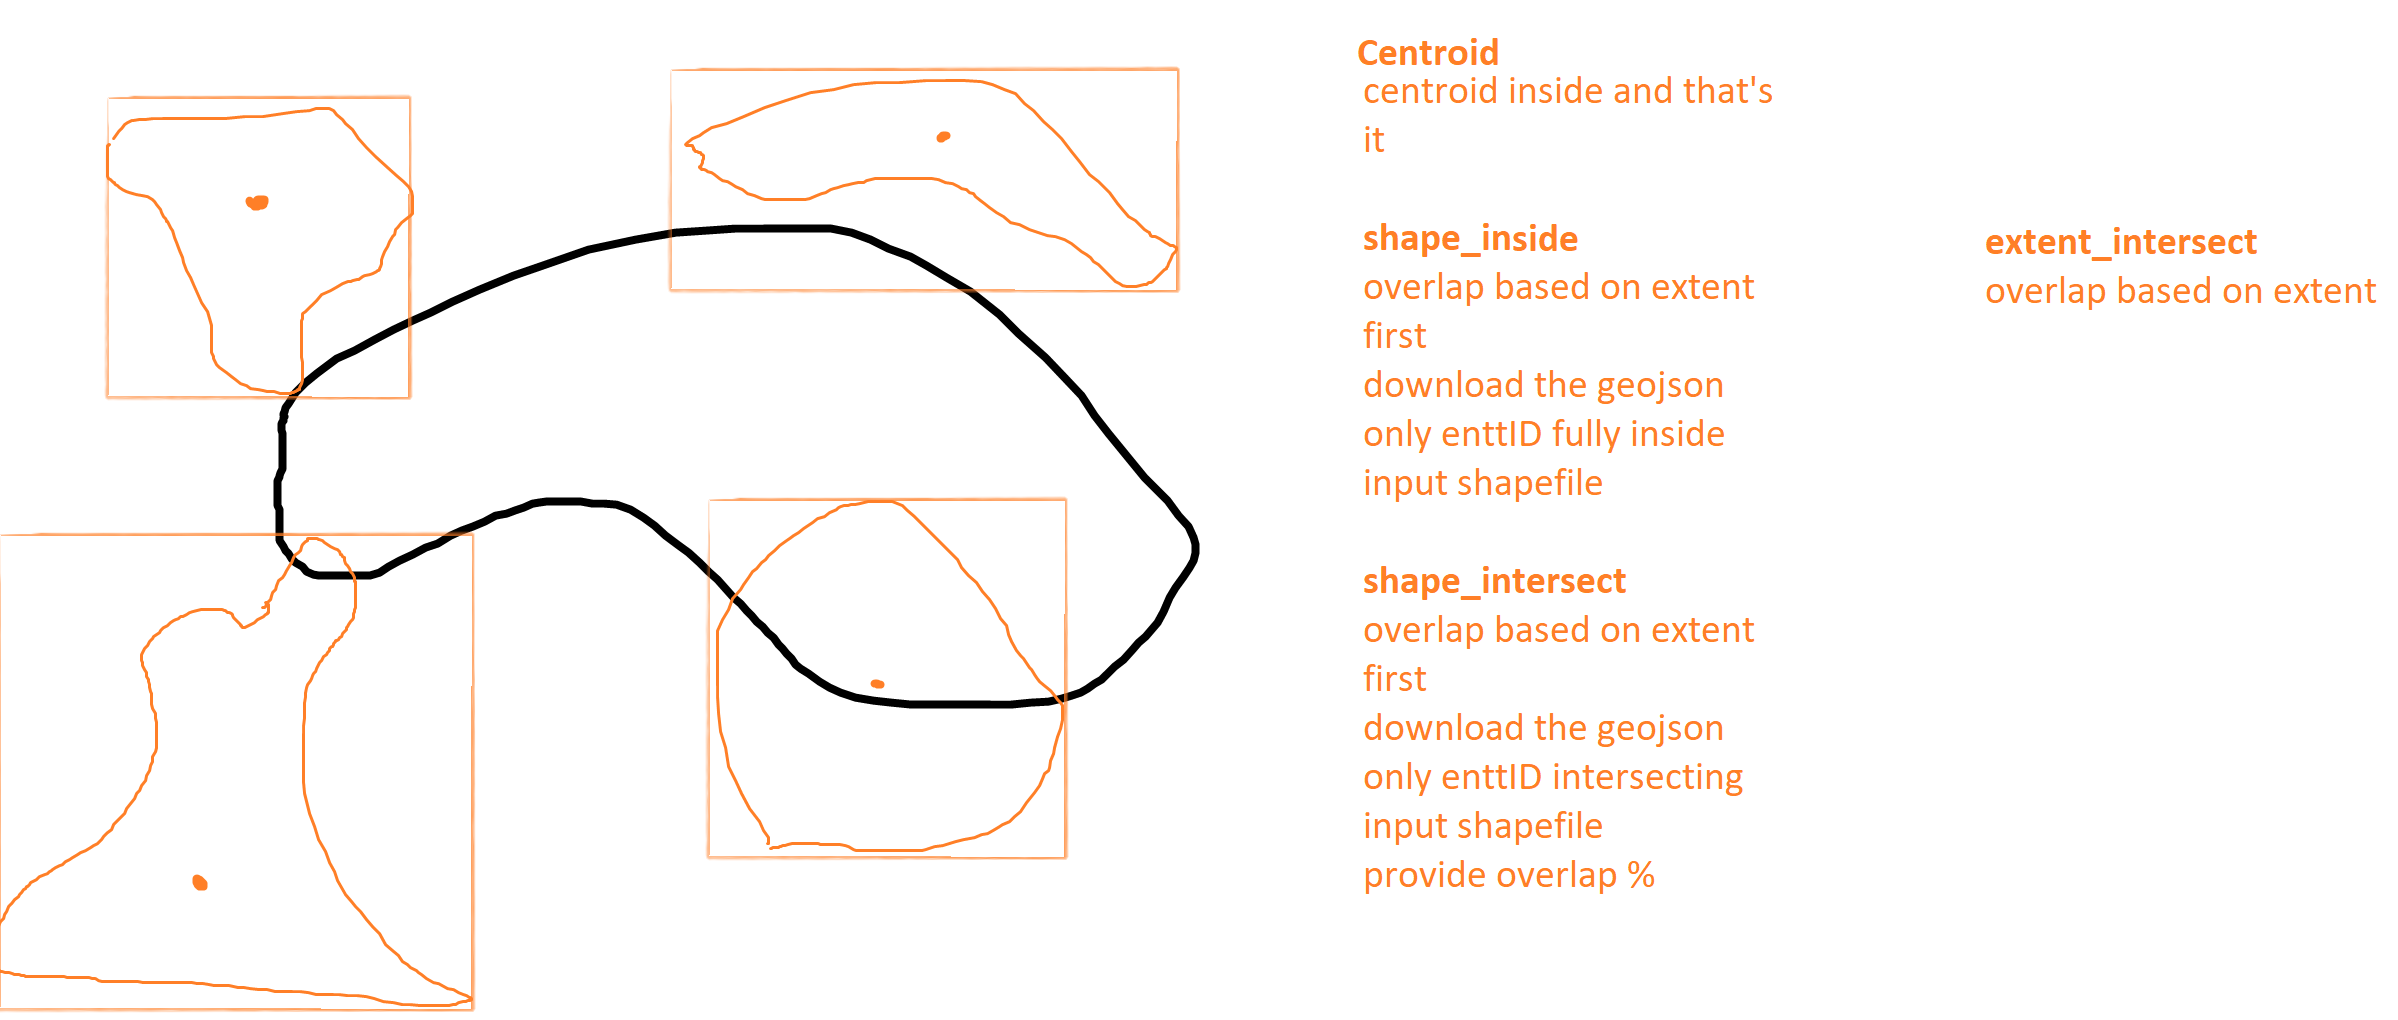 Centroid
centroid inside and that's
it
shape_inside
overlap based on extent
first
download the geojson
only enttID fully inside
input shapefile
shape_intersect
overlap based on extent
first
download the geojson
only enttID intersecting
input shapefile
provide overlap %
extent_intersect
overlap based on extent